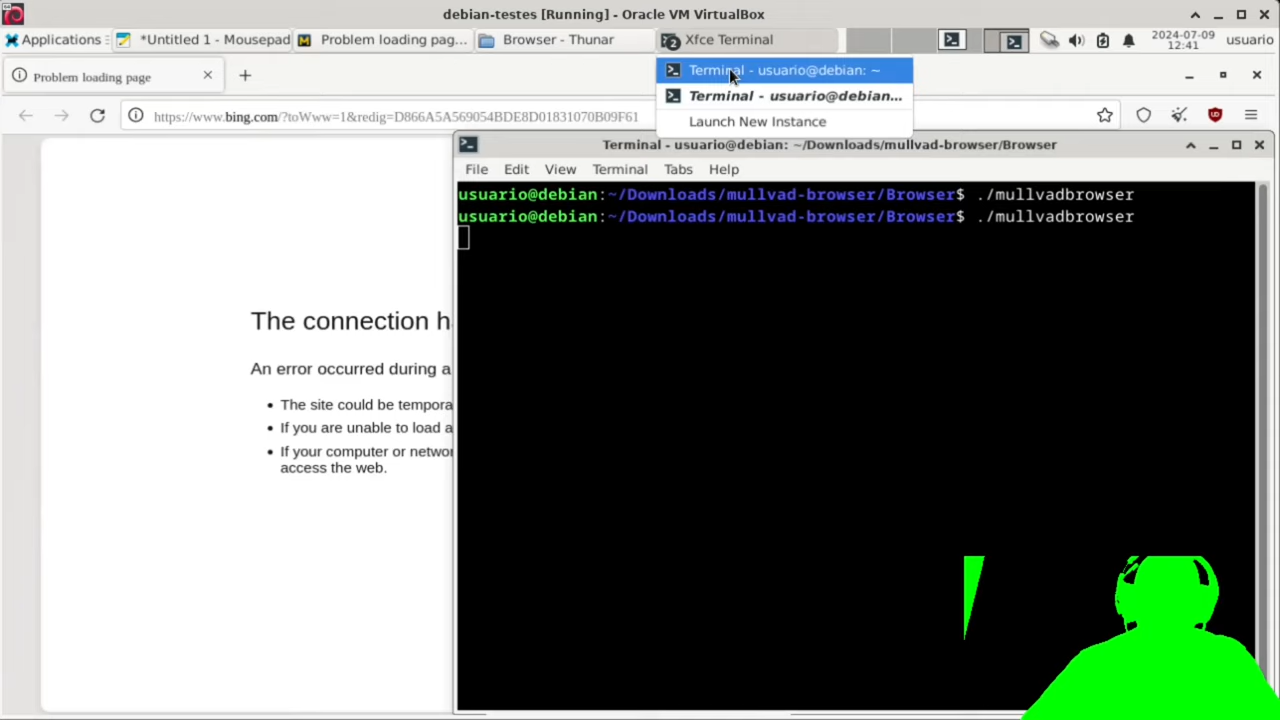 debian-testes [Running] - Oracle VM VirtualBox
Applications
*Untitled 1 - Mousepad
Problem loading pag...
Browser - Thunar
2
Xfce Terminal
2024-07-09
12:41
usuario
Problem loading page
Terminal - usuario@debian: ~
Terminal - usuario@debian...
Launch New Instance
https://www.bing.com/?toWww=1&redig=D866A5A569054BDE8D01831070B09F61
Terminal - usuario@debian: ~/Downloads/mullvad-browser/Browser
File Edit View Terminal Tabs Help
usuario@debian:~/Downloads/mullvad-browser/Browser$ ./mullvadbrowser
usuario@debian:~/Downloads/mullvad-browser/Browser$ ./mullvadbrowser
The connection
An error occurred during a
The site could be
If you are unable to load
If your computer or
access the web.